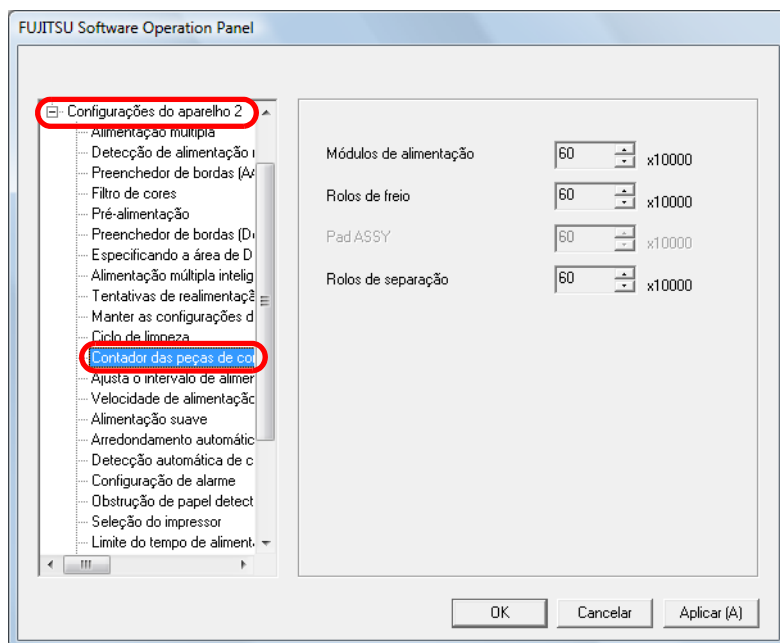 FUJITSU Software Operation Panel
Configurações do aparelho 2
Alimentação múltipla
Detecção de alimentação
Preenchedor de bordas (A
Filtro de cores
Pré-alimentação
Preenchedor de bordas (D
Especificando a área de D
Alimentação múltipla intelig
Tentativas de realimentaçã
Manter as configurações d
Ciclo de limpeza
Contador das peças de co
Ajusta o intervalo de alimen
Velocidade de alimentação
Alimentação suave
Arredondamento automátic
Detecção automática de c
Configuração de alarme
Obstrução de papel detect
Seleção do impressor
Limite do tempo de aliment
Módulos de alimentação 60 x10000
Rolos de freio 60 x10000
Pad ASSY 60 x10000
Rolos de separação 60 x10000
OK Cancelar Aplicar (A)